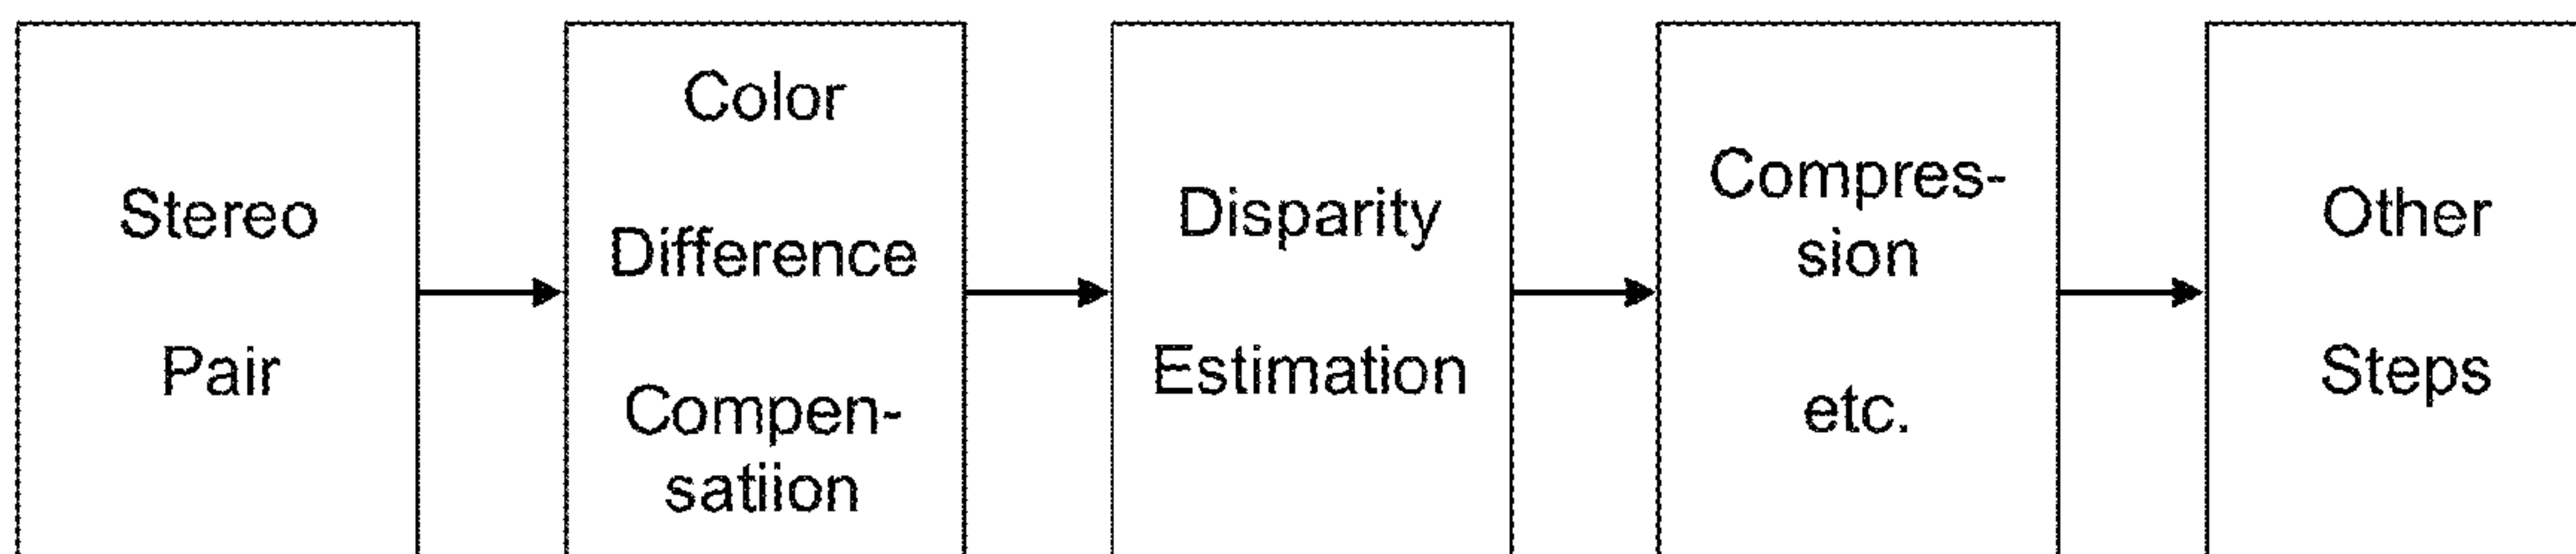 Stereo
Pair
Color
Difference
Compen-
satiion
Disparity
Estimation
Compres-
sion
etc.
Other
Steps